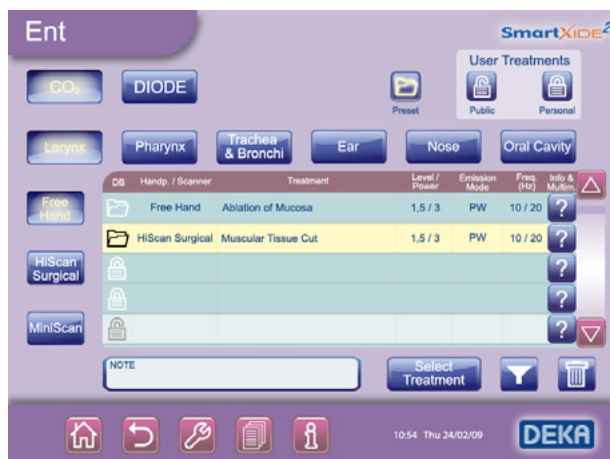 Ent
SmartXIDE²
User Treatments
CO₂
DIODE
Preset
Public
Personal
Larynx
Pharynx
Trachea
& Bronchi
Ear
Nose
Oral Cavity
DB Handp. / Scanner Treatment Level / Power Emission Mode Freq. (Hz) Info & Multim.
Free Hand
Free Hand Ablation of Mucosa 1,5 / 3 PW 10 / 20 ?
HiScan Surgical Muscular Tissue Cut 1,5 / 3 PW 10 / 20 ?
HiScan
Surgical
?
?
MiniScan
?
NOTE
Select
Treatment
10:54 Thu 24/02/09
DEKA